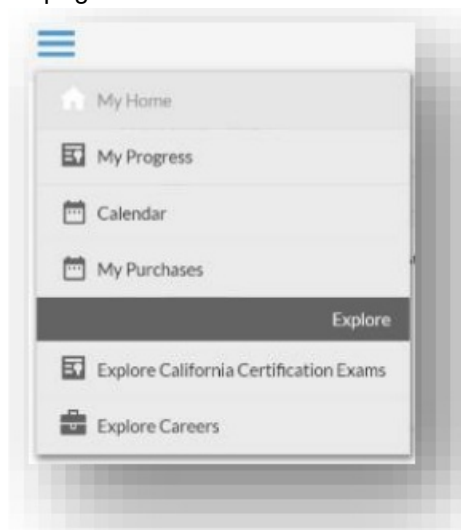 My Home
My Progress
Calendar
My Purchases
Explore
Explore California Certification Exams
Explore Careers